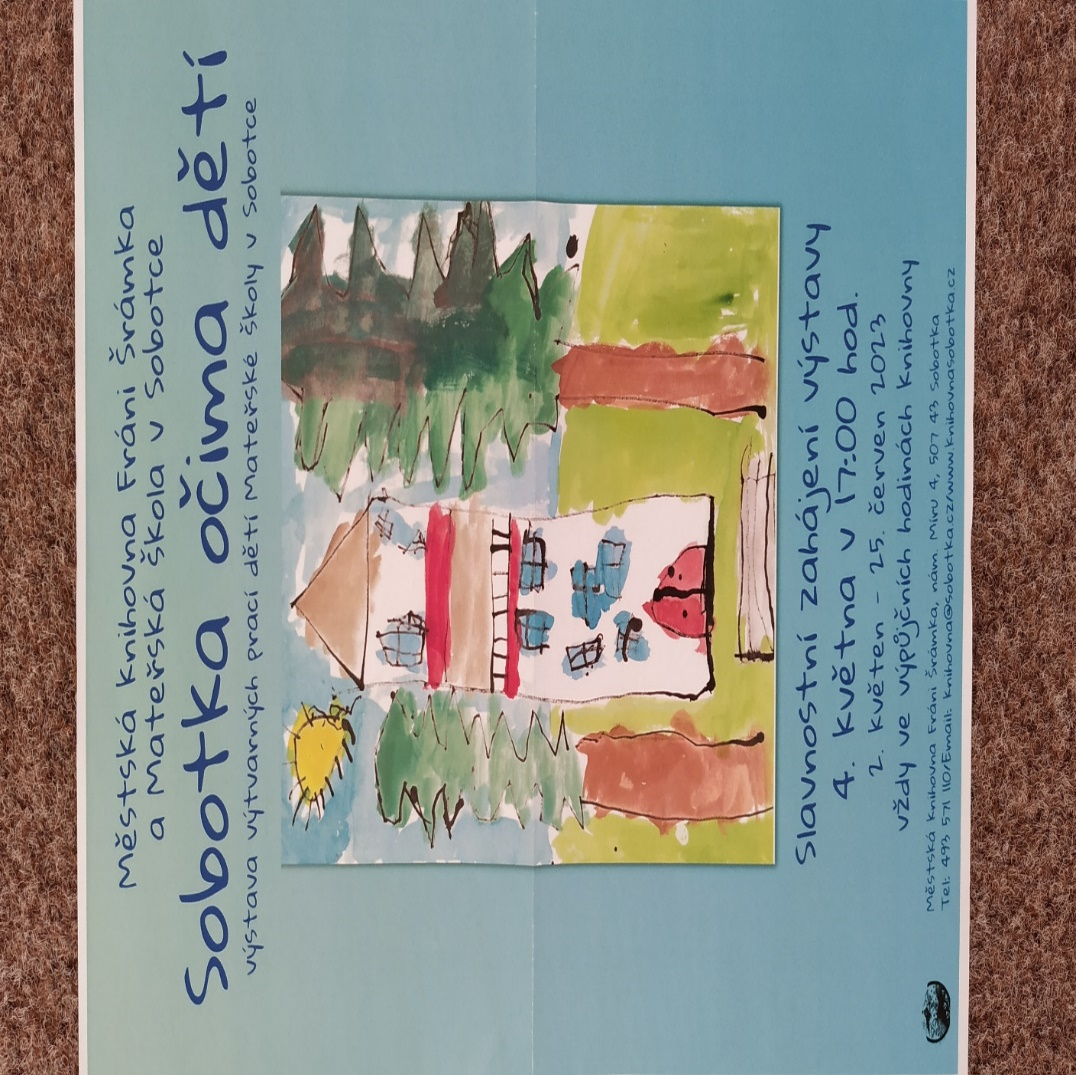 Městská knihovna Fráni Šrámka
a Mateřská škola v Sobotce
Sobotka očima dětí
výstava výtvarných prací dětí Mateřské školy v Sobotce
Slavnostní zahájení výstavy
4. května v 17:00 hod.
2. květen - 25. červen 2023
vždy ve výpůjčních hodinách knihovny
Městská knihovna Fráni Šrámka, nám. Míru 4, 507 43 Sobotka
Tel: 493 571 110/Email: knihovna@sobotka.cz/www.knihovnasobotka.cz